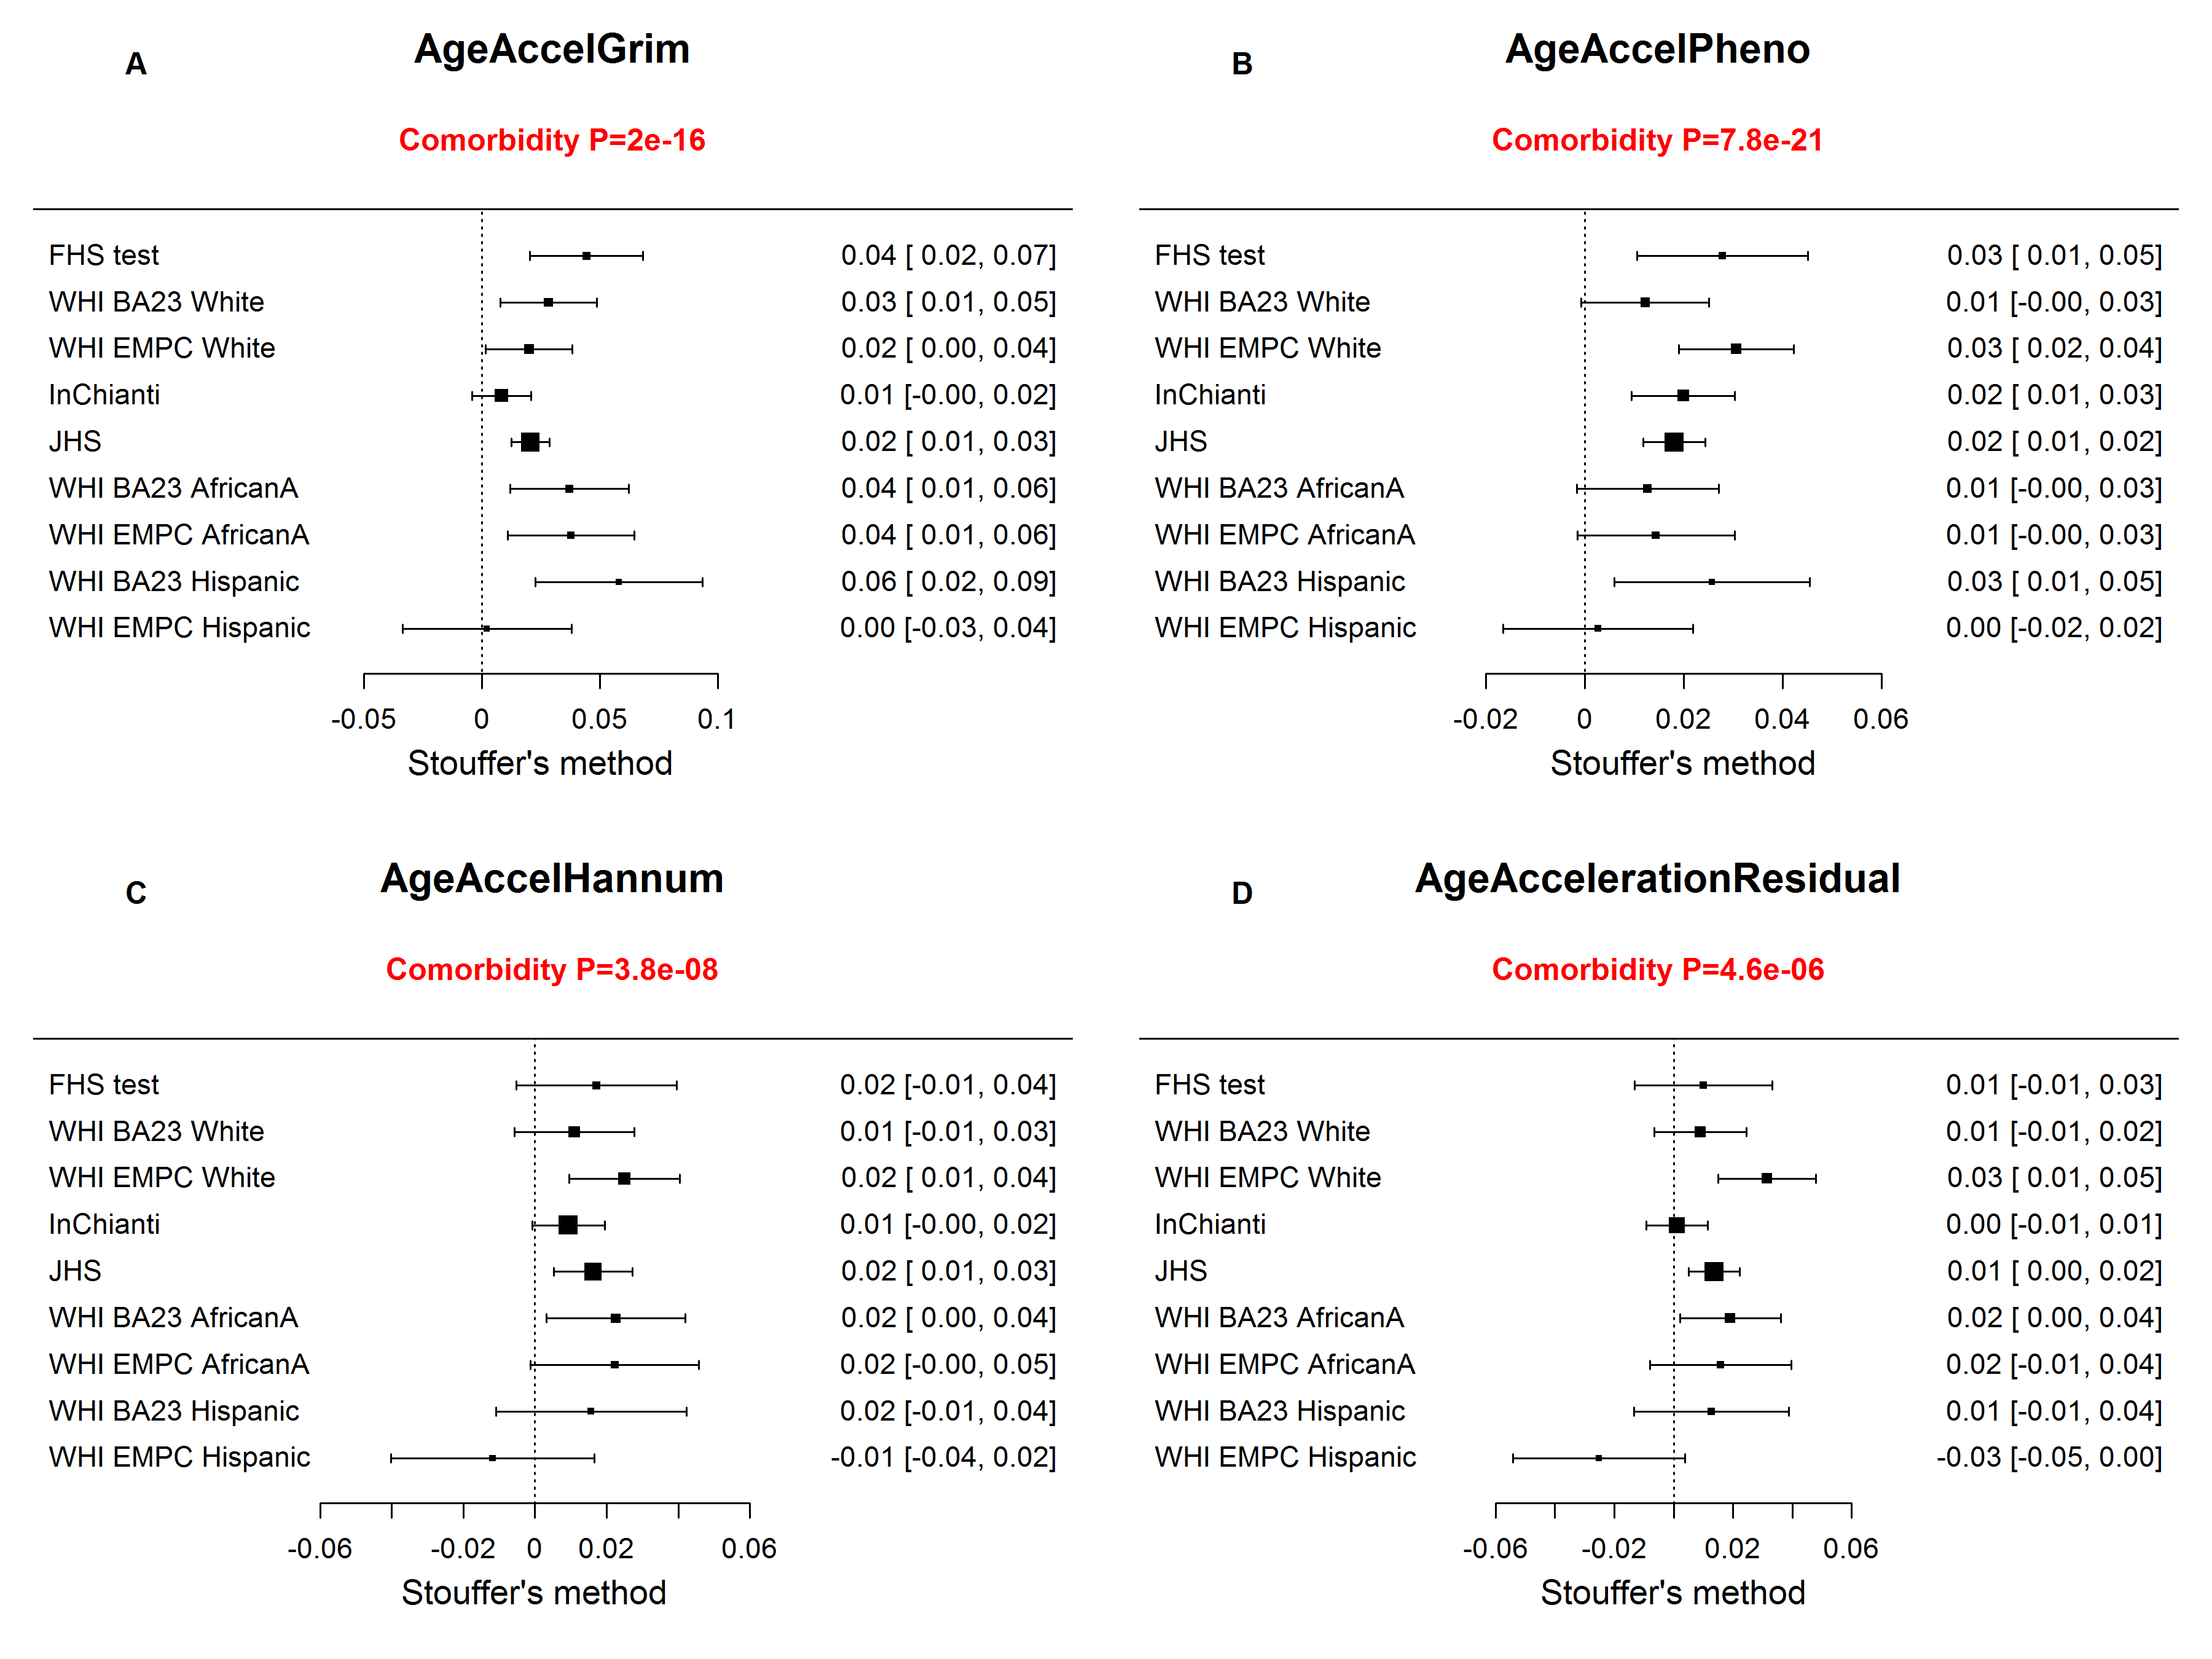 A
AgeAccelGrim
Comorbidity P=2e-16
FHS test 0.04 [ 0.02, 0.07]
WHI BA23 White 0.03 [ 0.01, 0.05]
WHI EMPC White 0.02 [ 0.00, 0.04]
InChianti 0.01 [-0.00, 0.02]
JHS 0.02 [ 0.01, 0.03]
WHI BA23 AfricanA 0.04 [ 0.01, 0.06]
WHI EMPC AfricanA 0.04 [ 0.01, 0.06]
WHI BA23 Hispanic 0.06 [ 0.02, 0.09]
WHI EMPC Hispanic 0.00 [-0.03, 0.04]
-0.05 0 0.05 0.1
Stouffer's method
B
AgeAccelPheno
Comorbidity P=7.8e-21
FHS test 0.03 [ 0.01, 0.05]
WHI BA23 White 0.01 [-0.00, 0.03]
WHI EMPC White 0.03 [ 0.02, 0.04]
InChianti 0.02 [ 0.01, 0.03]
JHS 0.02 [ 0.01, 0.02]
WHI BA23 AfricanA 0.01 [-0.00, 0.03]
WHI EMPC AfricanA 0.01 [-0.00, 0.03]
WHI BA23 Hispanic 0.03 [ 0.01, 0.05]
WHI EMPC Hispanic 0.00 [-0.02, 0.02]
-0.02 0 0.02 0.04 0.06
Stouffer's method
C
AgeAccelHannum
Comorbidity P=3.8e-08
FHS test 0.02 [-0.01, 0.04]
WHI BA23 White 0.01 [-0.01, 0.03]
WHI EMPC White 0.02 [ 0.01, 0.04]
InChianti 0.01 [-0.00, 0.02]
JHS 0.02 [ 0.01, 0.03]
WHI BA23 AfricanA 0.02 [ 0.00, 0.04]
WHI EMPC AfricanA 0.02 [-0.00, 0.05]
WHI BA23 Hispanic 0.02 [-0.01, 0.04]
WHI EMPC Hispanic -0.01 [-0.04, 0.02]
-0.06 -0.02 0 0.02 0.06
Stouffer's method
D
AgeAccelerationResidual
Comorbidity P=4.6e-06
FHS test 0.01 [-0.01, 0.03]
WHI BA23 White 0.01 [-0.01, 0.02]
WHI EMPC White 0.03 [ 0.01, 0.05]
InChianti 0.00 [-0.01, 0.01]
JHS 0.01 [ 0.00, 0.02]
WHI BA23 AfricanA 0.02 [ 0.00, 0.04]
WHI EMPC AfricanA 0.02 [-0.01, 0.04]
WHI BA23 Hispanic 0.01 [-0.01, 0.04]
WHI EMPC Hispanic -0.03 [-0.05, 0.00]
-0.06 -0.02 0.02 0.06
Stouffer's method